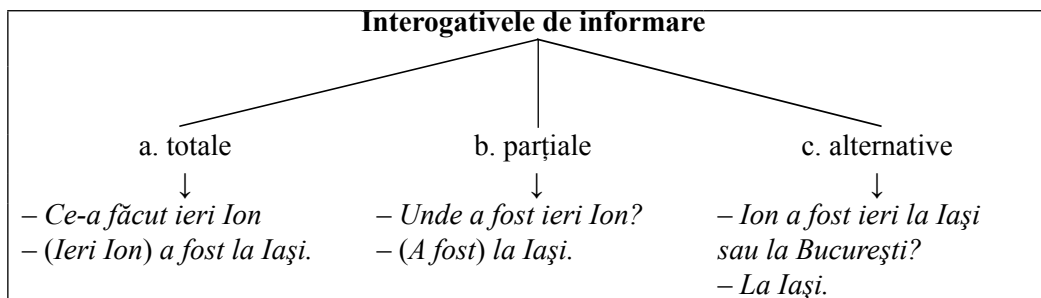 Interogativele de informare
a. totale
↓
– Ce-a făcut ieri Ion
– (Ieri Ion) a fost la Iaşi.
b. parțiale
↓
– Unde a fost ieri Ion?
– (A fost) la Iaşi.
c. alternative
↓
– Ion a fost ieri la Iaşi
sau la Bucureşti?
– La Iaşi.